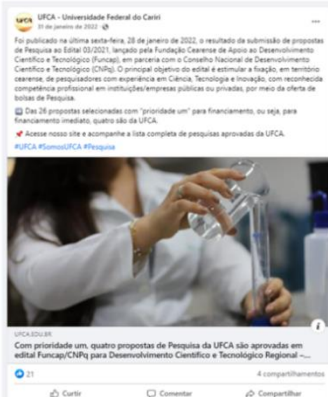 UFCA - Universidade Federal do Cariri
31 de janeiro de 2022
Foi publicado na última sexta-feira, 28 de janeiro de 2022, o resultado da submissão de propostas
de Pesquisa ao Edital 03/2021, lançado pela Fundação Cearense de Apoio ao Desenvolvimento
Científico e Tecnológico (Funcap), em parceria com o Conselho Nacional de Desenvolvimento
Científico e Tecnológico (CNPq). O principal objetivo do edital é estimular a fixação, em território
cearense, de pesquisadores com experiência em Ciência, Tecnologia e Inovação, com reconhecida
competência profissional em instituições/empresas públicas ou privadas, por meio da oferta de
bolsas de Pesquisa.
Das 26 propostas selecionadas com "prioridade um" para financiamento, ou seja, para
financiamento imediato, quatro são da UFCA.
Acesse nosso site e acompanhe a lista completa de pesquisas aprovadas da UFCA.
#UFCA #SomosUFCA #Pesquisa
UFCA.EDU.BR
Com prioridade um, quatro propostas de Pesquisa da UFCA são aprovadas em
edital Funcap/CNPq para Desenvolvimento Científico e Tecnológico Regional –...
21
4 compartilhamentos
Curtir
Comentar
Compartilhar